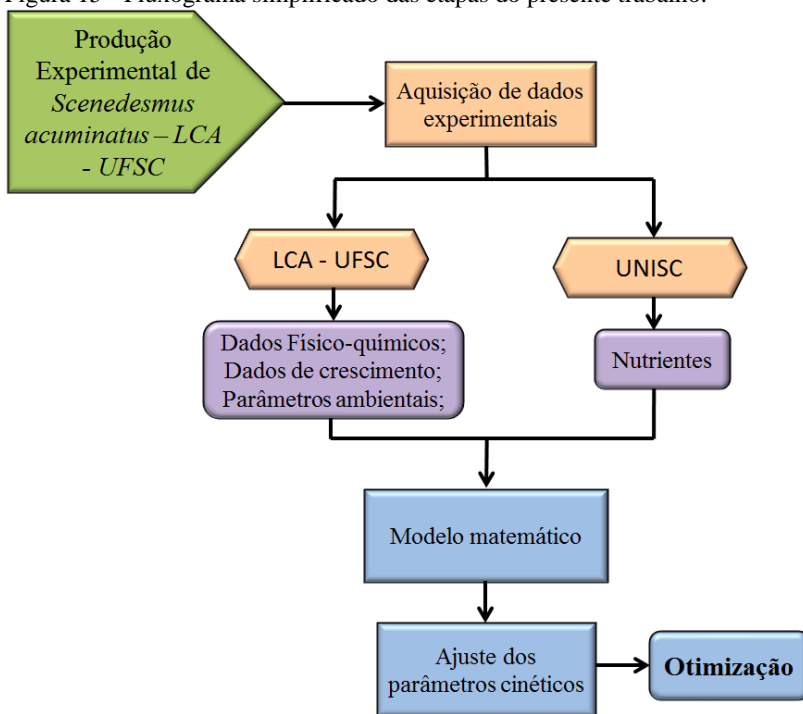 Figura 13 - Fluxograma simplificado das etapas do presente trabalho.
Produção
Experimental de
Scenedesmus
acuminatus – LCA
- UFSC
Aquisição de dados
experimentais
LCA - UFSC
UNISC
Dados Físico-químicos;
Dados de crescimento;
Parâmetros ambientais;
Nutrientes
Modelo matemático
Ajuste dos
parâmetros cinéticos
Otimização